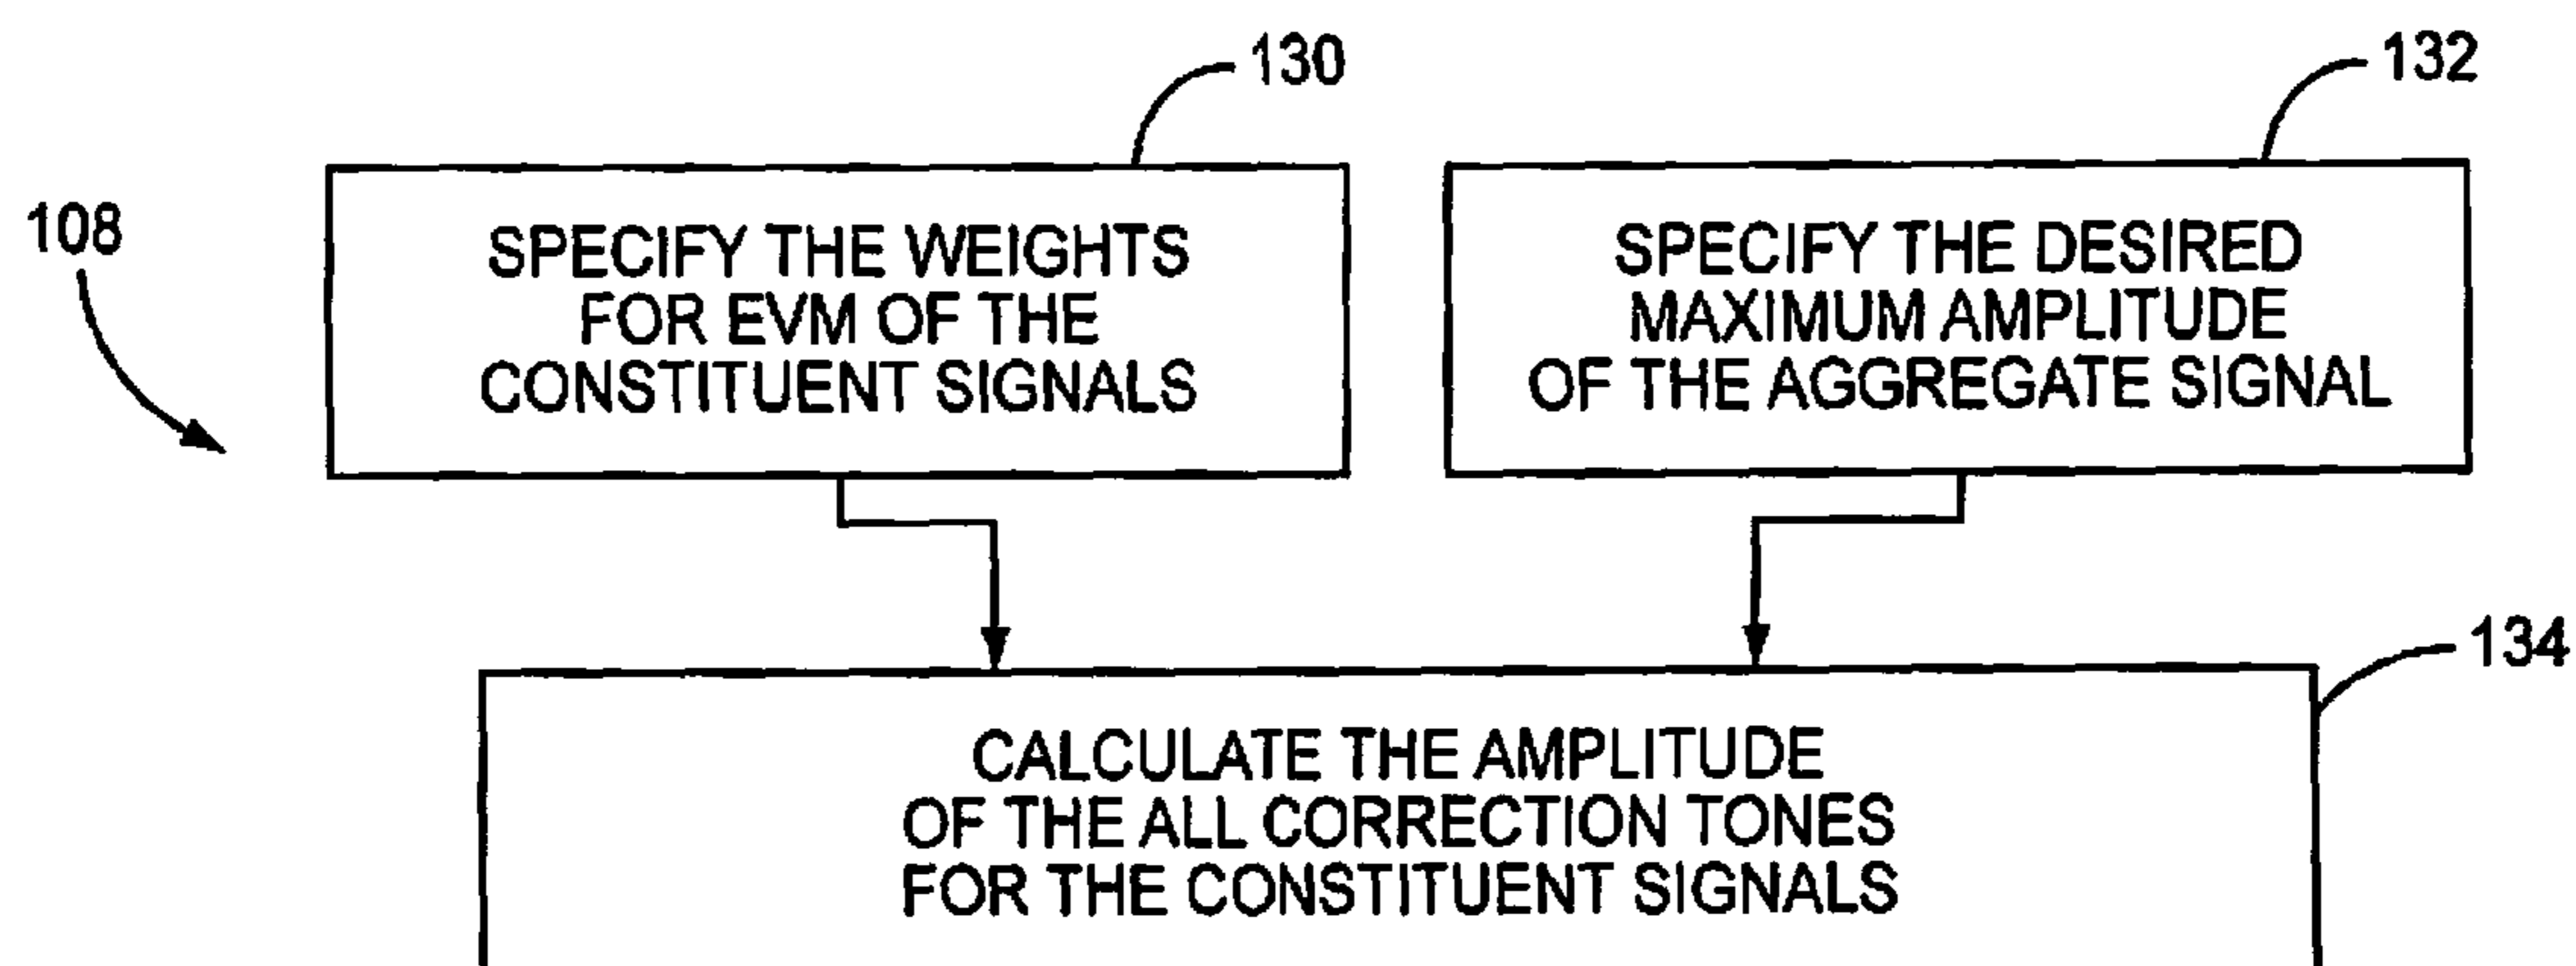 130
132
108
SPECIFY THE WEIGHTS
FOR EVM OF THE
CONSTITUENT SIGNALS
SPECIFY THE DESIRED
MAXIMUM AMPLITUDE
OF THE AGGREGATE SIGNAL
134
CALCULATE THE AMPLITUDE
OF THE ALL CORRECTION TONES
FOR THE CONSTITUENT SIGNALS